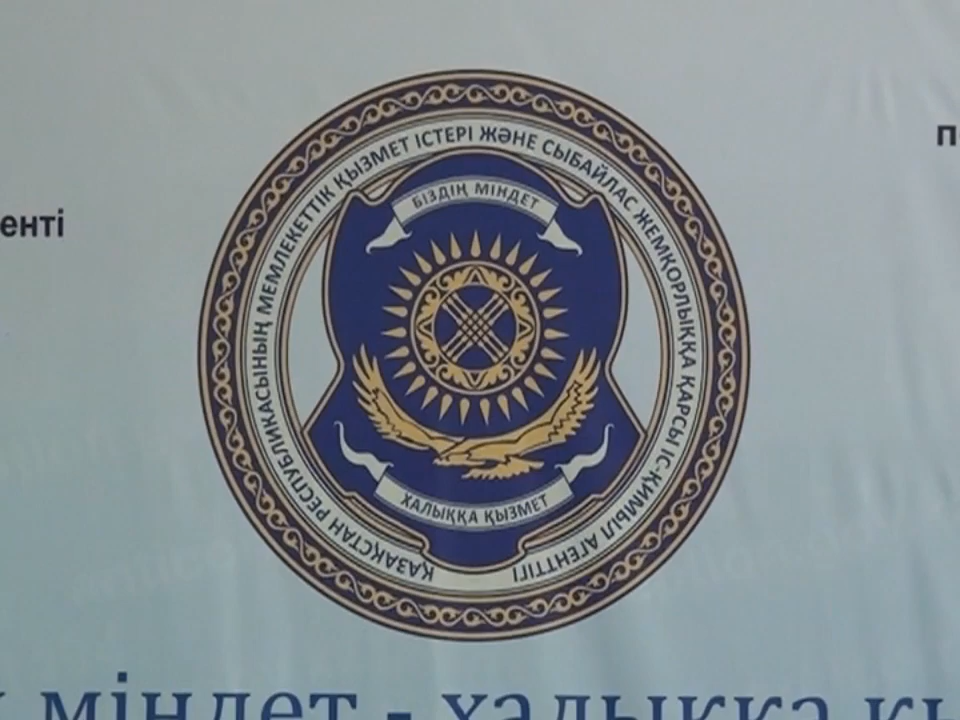 енті
ҚАЗАҚСТАН РЕСПУБЛИКАСЫНЫҢ МЕМЛЕКЕТТІК ҚЫЗМЕТ ІСТЕРІ ЖӘНЕ СЫБАЙЛАС ЖЕМҚОРЛЫҚҚА ҚАРСЫ ІС-ҚИМЫЛ АГЕНТТІГІ
БІЗДІҢ МІНДЕТ
ХАЛЫҚҚА ҚЫЗМЕТ
міндет - халыққа қы